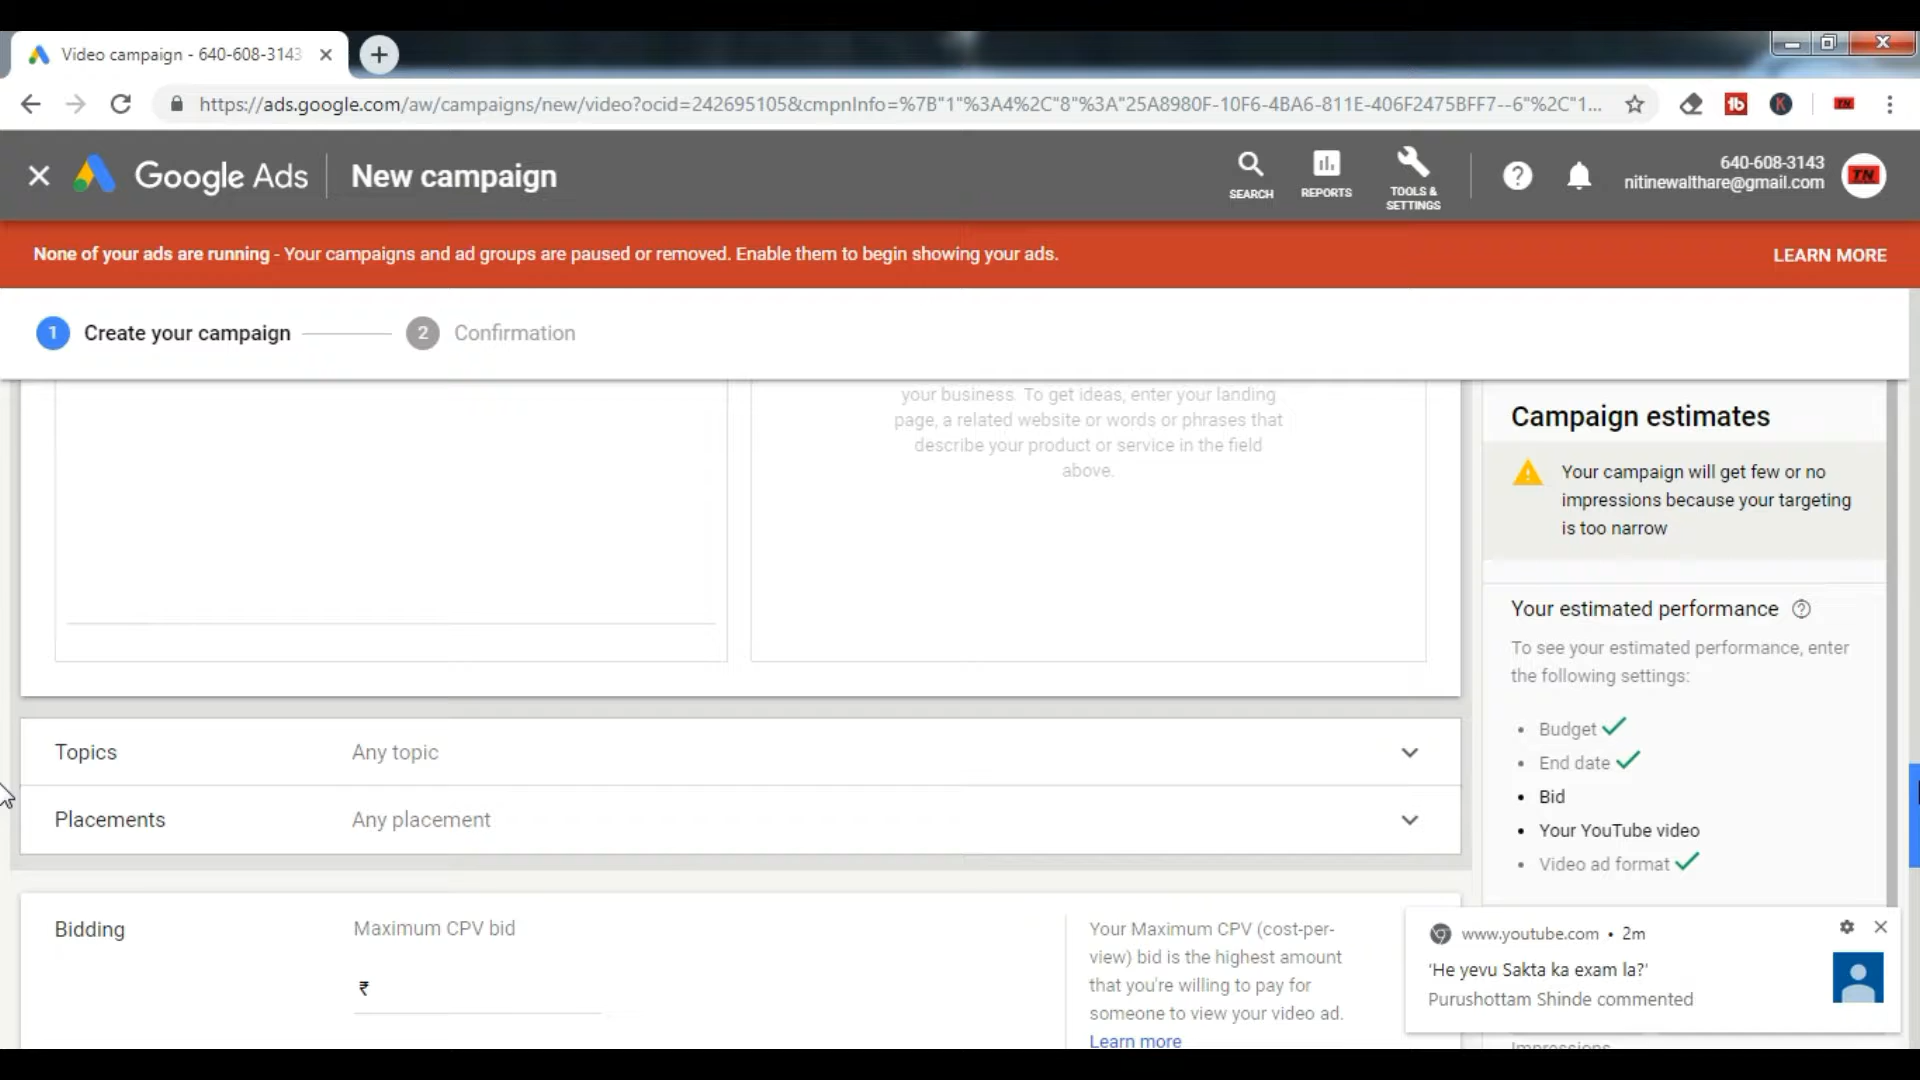 Video campaign - 640-608-3143
https://ads.google.com/aw/campaigns/new/video?ocid=242695105&cmpnInfo=%7B"1"%3A4%2C"8"%3A"25A8980F-10F6-4BA6-811E-406F2475BFF7--6"%2C"1...
Google Ads
New campaign
SEARCH
REPORTS
TOOLS &
SETTINGS
640-608-3143
nitinewalthare@gmail.com
TN
None of your ads are running - Your campaigns and ad groups are paused or removed. Enable them to begin showing your ads.
LEARN MORE
1 Create your campaign
2 Confirmation
your business. To get ideas, enter your landing
page, a related website or words or phrases that
describe your product or service in the field
above.
Topics
Any topic
Placements
Any placement
Bidding
Maximum CPV bid
₹
Your Maximum CPV (cost-per-
view) bid is the highest amount
that you're willing to pay for
someone to view your video ad.
Learn more
Campaign estimates
Your campaign will get few or no
impressions because your targeting
is too narrow
Your estimated performance
To see your estimated performance, enter
the following settings:
• Budget
• End date
• Bid
• Your YouTube video
• Video ad format
www.youtube.com • 2m
'He yevu Sakta ka exam la?'
Purushottam Shinde commented
Impressions